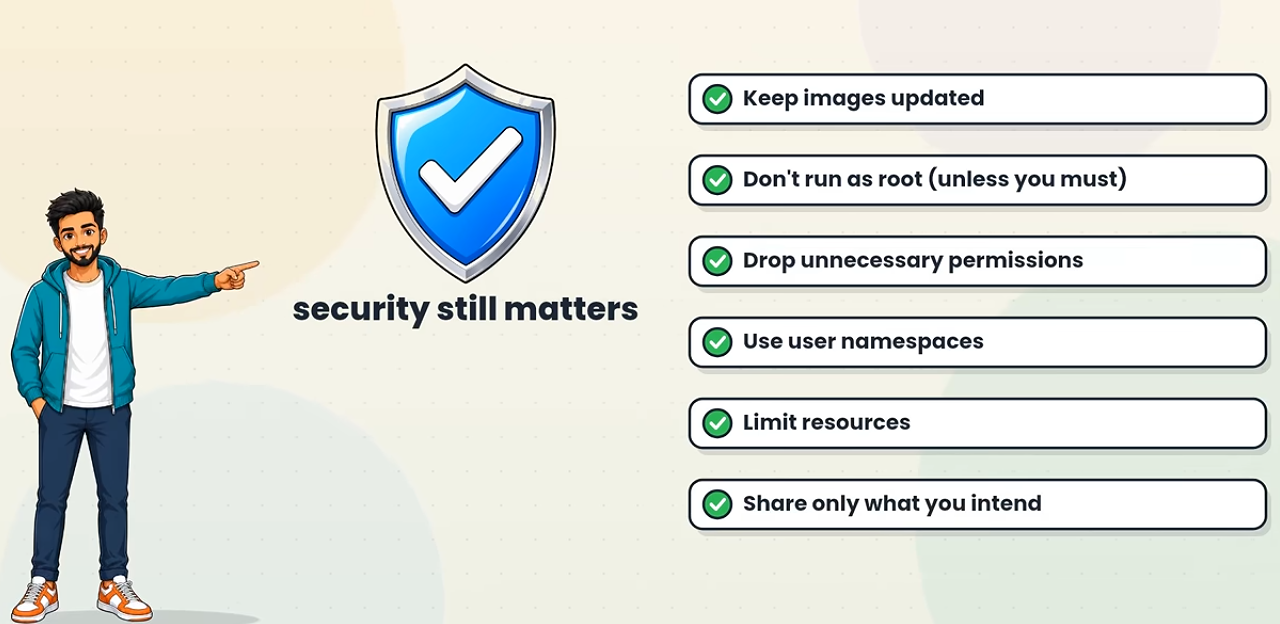 security still matters
Keep images updated
Don't run as root (unless you must)
Drop unnecessary permissions
Use user namespaces
Limit resources
Share only what you intend